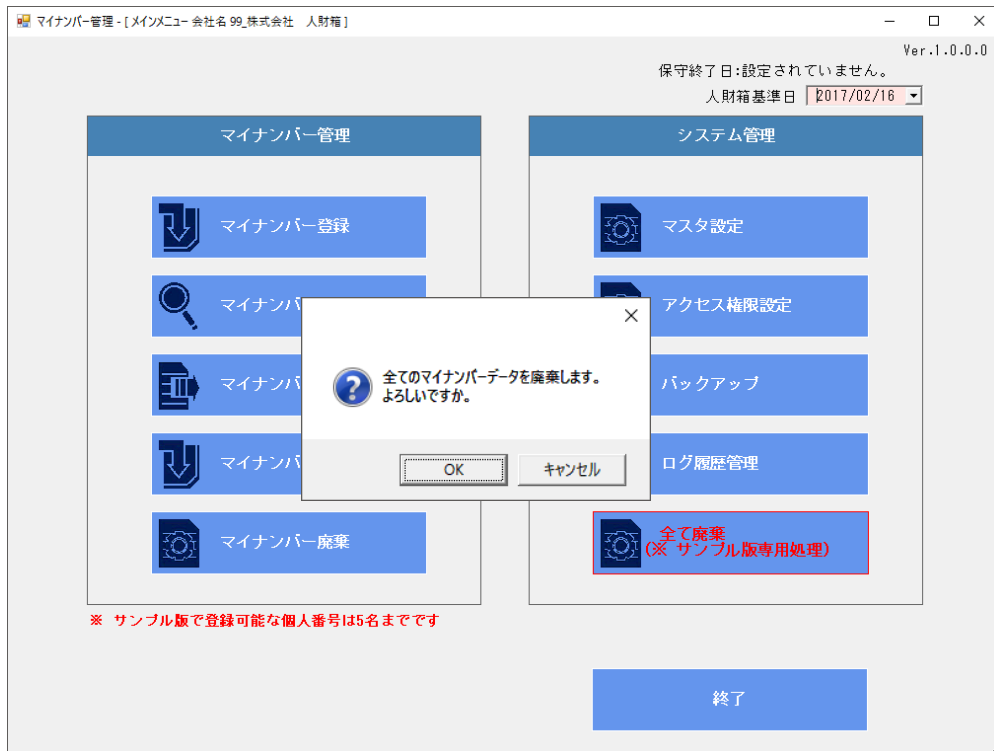 マイナンバー管理 - [ メインメニュー 会社名 99_株式会社　人財箱 ]
Ver.1.0.0.0
保守終了日:設定されていません。
人財箱基準日 2017/02/16
マイナンバー管理
マイナンバー登録
マイナンバ
マイナンバ
マイナンバ
マイナンバー廃棄
※ サンプル版で登録可能な個人番号は5名までです
システム管理
マスタ設定
アクセス権限設定
バックアップ
ログ履歴管理
全て廃棄
(※ サンプル版専用処理)
終了
全てのマイナンバーデータを廃棄します。
よろしいですか。
OK
キャンセル